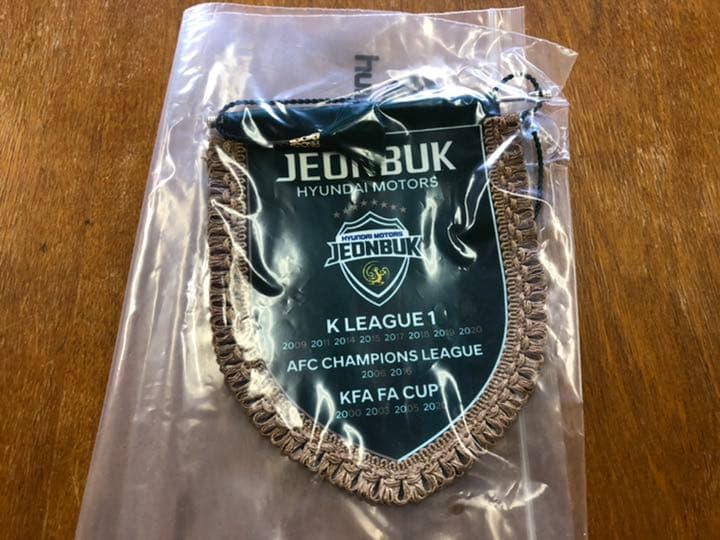 JEONBUK
HYUNDAI MOTORS
HYUNDAI MOTORS
JEONBUK
K LEAGUE 1
2009 2011 2014 2015 2017 2018 2019 2020
AFC CHAMPIONS LEAGUE
2006 2016
KFA FA CUP
2000 2003 2005 2020